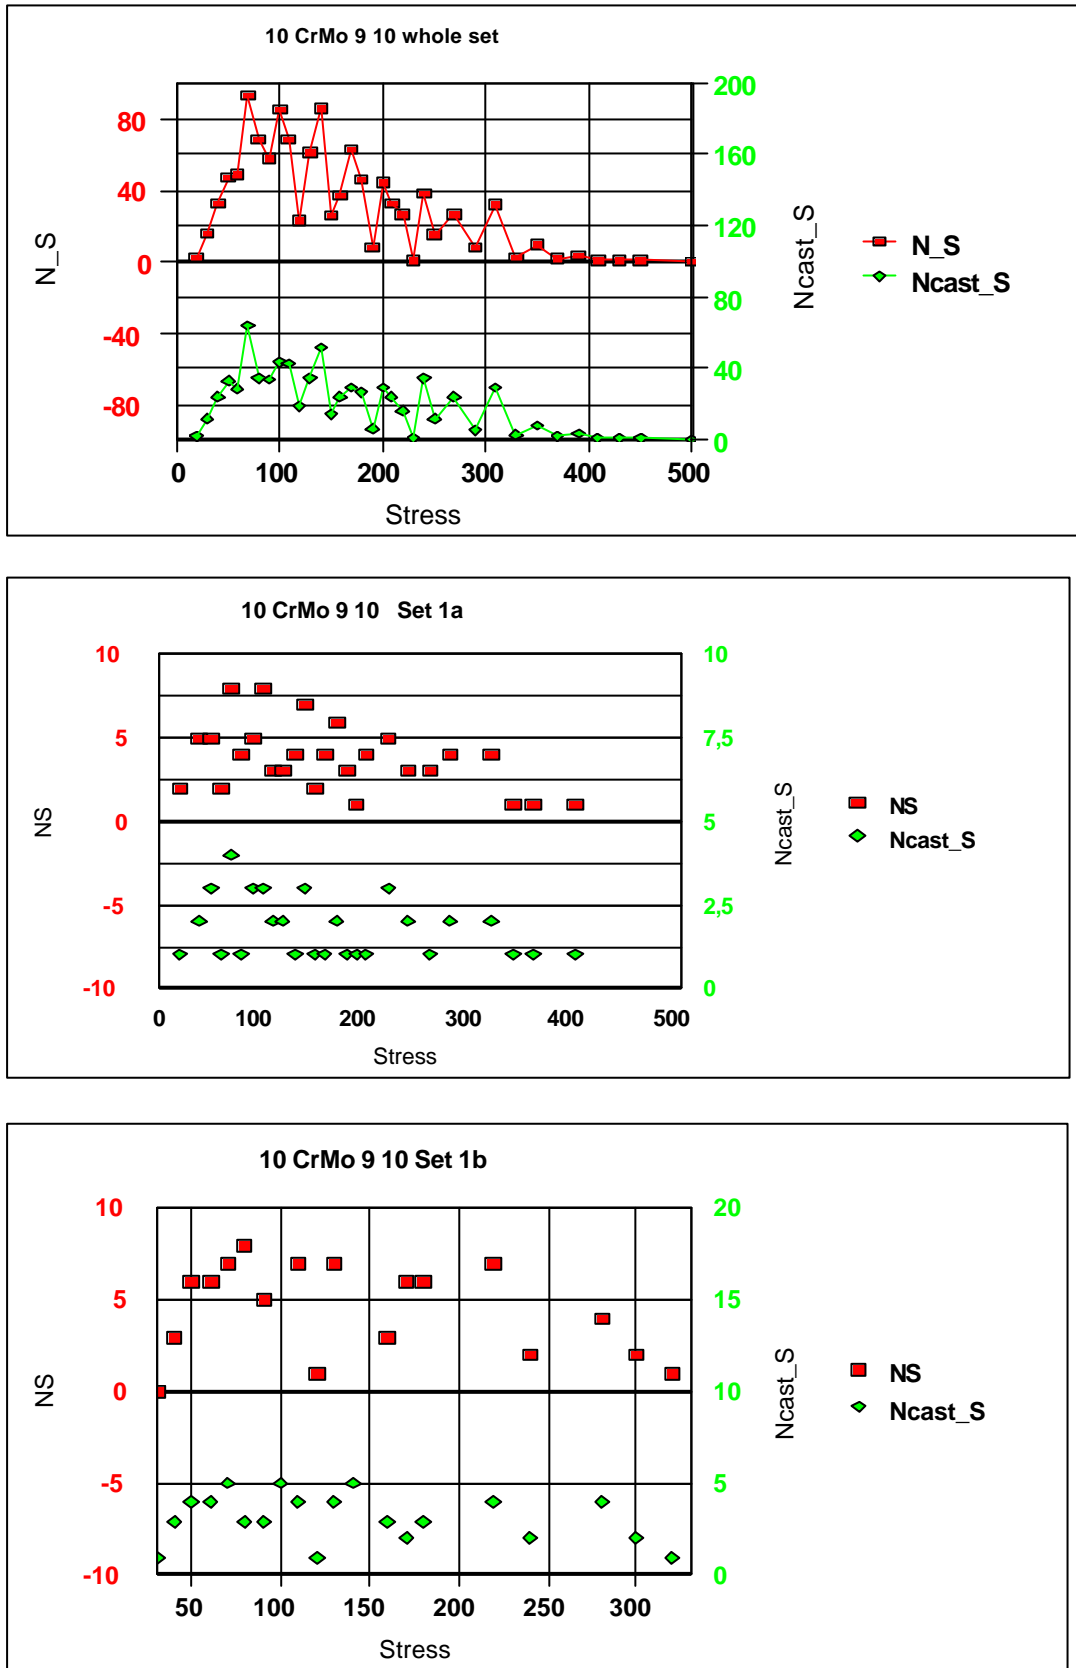 10 CrMo 9 10 whole set
200
80
160
40
120
0
80
-40
40
-80
0
0 100 200 300 400 500
Stress
N_S
Ncast_S
N_S
Ncast_S
10 CrMo 9 10 Set 1a
10 10
5 7,5
0 5
-5 2,5
-10 0
0 100 200 300 400 500
Stress
NS
Ncast_S
NS
Ncast_S
10 CrMo 9 10 Set 1b
10 20
5 15
0 10
-5 5
-10 0
50 100 150 200 250 300
Stress
NS
Ncast_S
NS
Ncast_S